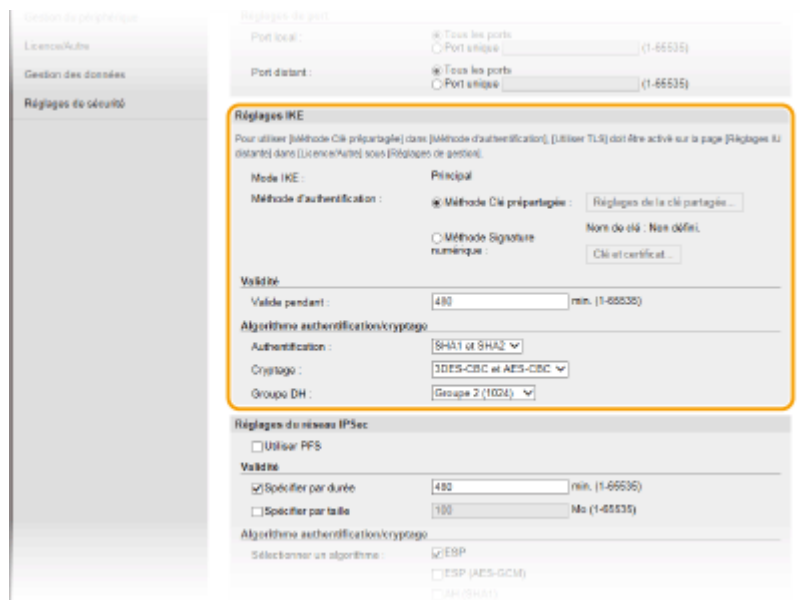 Gestion du périphérique
Licence/Autre
Gestion des données
Réglages de sécurité
Réglages de port
Port local :
Tous les ports
Port unique
(1-65535)
Port distant :
Tous les ports
Port unique
(1-65535)
Réglages IKE
Pour utiliser [Méthode Clé prépartagée] dans [Méthode d'authentification], [Utiliser TLS] doit être activé sur la page [Réglages IU
distante] dans [Licence/Autre] sous [Réglages de gestion].
Mode IKE :
Principal
Méthode d'authentification :
Méthode Clé prépartagée :
Réglages de la clé partagée...
Méthode Signature
numérique :
Nom de clé : Non défini.
Clé et certificat...
Validité
Valide pendant :
480
min. (1-65535)
Algorithme authentification/cryptage
Authentification :
SHA1 et SHA2
Cryptage :
3DES-CBC et AES-CBC
Groupe DH :
Groupe 2 (1024)
Réglages du réseau IPSec
Utiliser PFS
Validité
Spécifier par durée
480
min. (1-65535)
Spécifier par taille
100
Mo (1-65535)
Algorithme authentification/cryptage
Sélectionner un algorithme :
ESP
ESP (AES-GCM)
AH (SHA1)